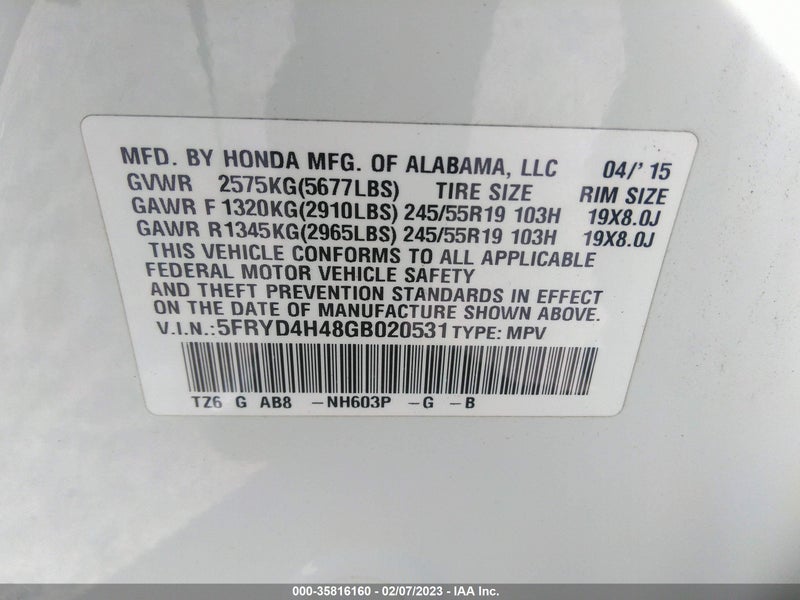 MFD. BY HONDA MFG. OF ALABAMA, LLC 04/' 15
GVWR 2575KG(5677LBS) TIRE SIZE RIM SIZE
GAWR F 1320KG(2910LBS) 245/55R19 103H 19X8.0J
GAWR R 1345KG(2965LBS) 245/55R19 103H 19X8.0J
THIS VEHICLE CONFORMS TO ALL APPLICABLE
FEDERAL MOTOR VEHICLE SAFETY
AND THEFT PREVENTION STANDARDS IN EFFECT
ON THE DATE OF MANUFACTURE SHOWN ABOVE.
V.I.N.: 5FRYD4H48GB020531 TYPE: MPV
TZ6 G AB8 -NH603P -G -B
000-35816160 - 02/07/2023 - IAA Inc.